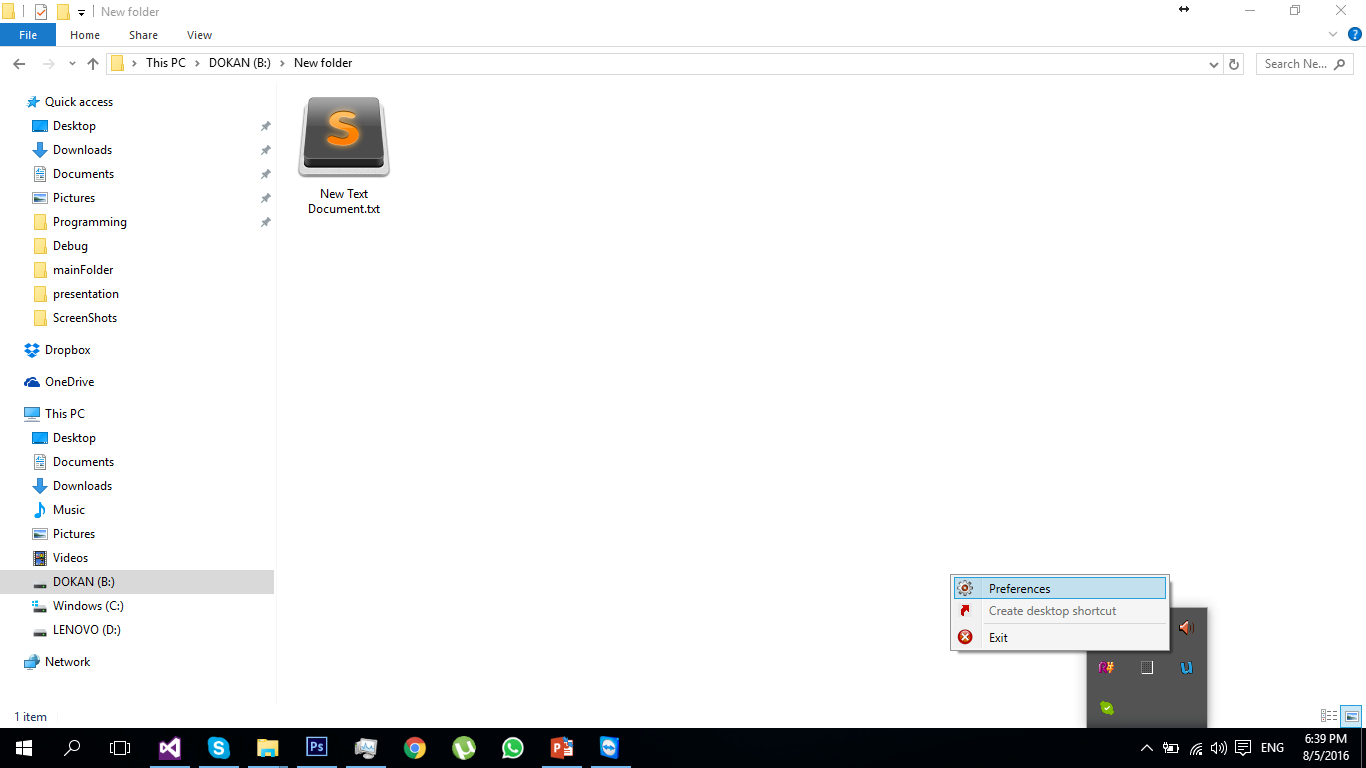 New folder
File Home Share View
This PC DOKAN (B:) New folder
Search Ne...
Quick access
Desktop
Downloads
Documents
Pictures
Programming
Debug
mainFolder
presentation
ScreenShots
Dropbox
OneDrive
This PC
Desktop
Documents
Downloads
Music
Pictures
Videos
DOKAN (B:)
Windows (C:)
LENOVO (D:)
Network
S
New Text
Document.txt
Preferences
Create desktop shortcut
Exit
R#
1 item
S
Ps
P
ENG
6:39 PM
8/5/2016